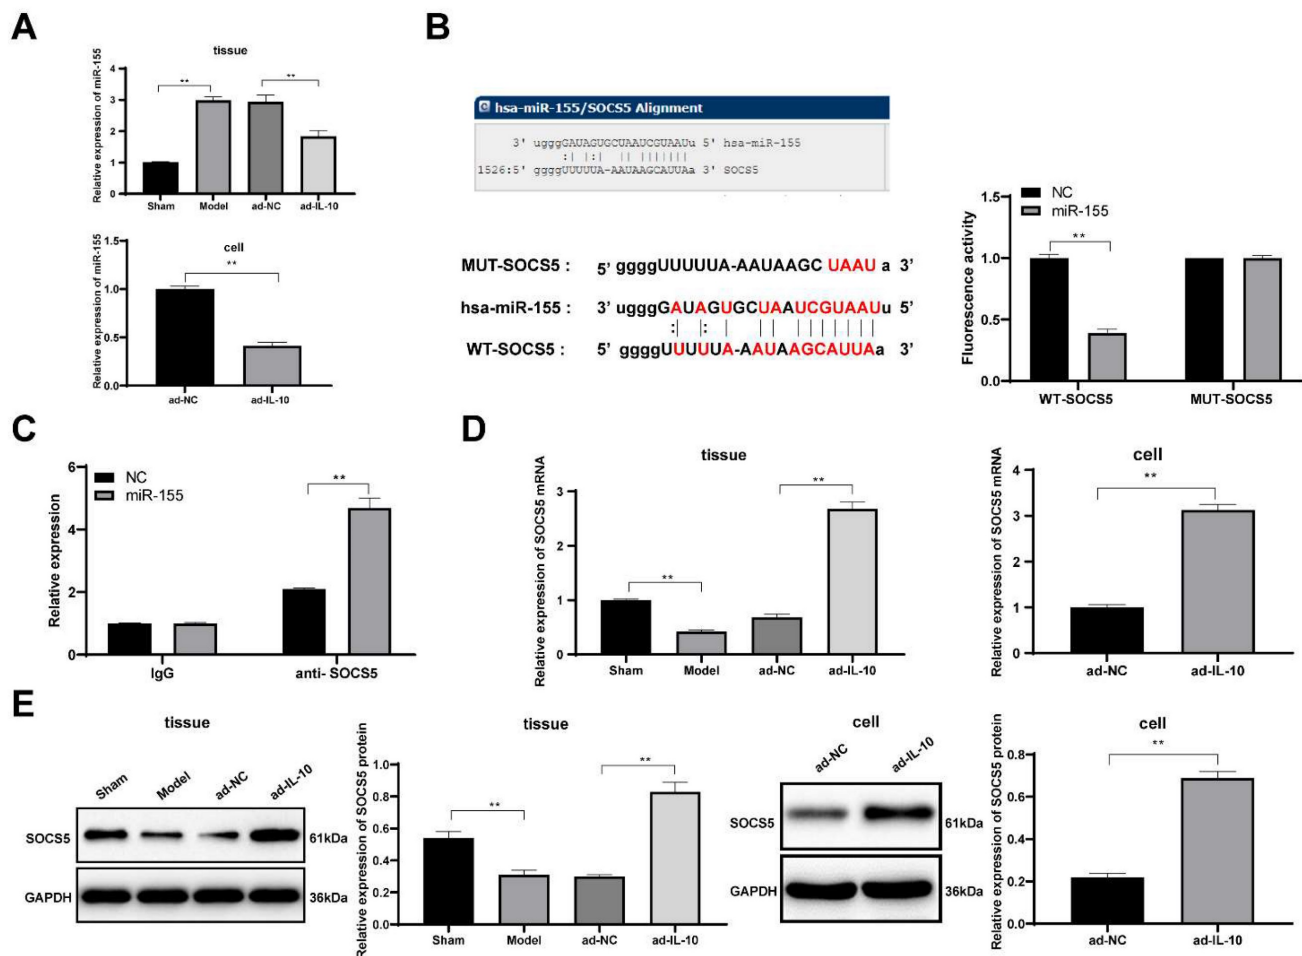 A
tissue
Relative expression of miR-155
4
3
2
1
0
**
**
Sham Model ad-NC ad-IL-10
cell
Relative expression of miR-155
1.5
1.0
0.5
0.0
**
ad-NC ad-IL-10
B
hsa-miR-155/SOCS5 Alignment
3' ugggGAUAGUGCUAAUCGUAAUu 5' hsa-miR-155
:| |:| || |||||||
1526:5' ggggUUUUUA-AAUAAGCAUUAa 3' SOCS5
MUT-SOCS5 : 5’ ggggUUUUUA-AAUAAGC UAAU a 3’
hsa-miR-155 : 3’ ugggGAUAGUGCUAAUCGUAAUu 5’
WT-SOCS5 : 5’ ggggUUUUUA-AAUAAGCAUUAa 3’
NC
miR-155
Fluorescence activity
1.5
1.0
0.5
0.0
**
WT-SOCS5 MUT-SOCS5
C
NC
miR-155
Relative expression
6
4
2
0
**
IgG anti- SOCS5
D
tissue
Relative expression of SOCS5 mRNA
3
2
1
0
**
**
Sham Model ad-NC ad-IL-10
cell
Relative expression of SOCS5 mRNA
4
3
2
1
0
**
ad-NC ad-IL-10
E
tissue
Sham Model ad-NC ad-IL-10
SOCS5 61kDa
GAPDH 36kDa
tissue
Relative expression of SOCS5 protein
1.0
0.8
0.6
0.4
0.2
0.0
**
**
Sham Model ad-NC ad-IL-10
cell
ad-NC ad-IL-10
SOCS5 61kDa
GAPDH 36kDa
cell
Relative expression of SOCS5 protein
0.8
0.6
0.4
0.2
0.0
**
ad-NC ad-IL-10